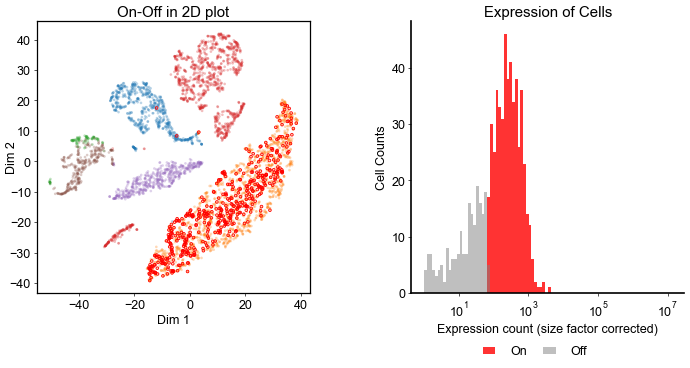 On-Off in 2D plot
Dim 2
40
30
20
10
0
−10
−20
−30
−40
−40 −20 0 20 40
Dim 1
Expression of Cells
Cell Counts
40
30
20
10
0
10^1 10^3 10^5 10^7
Expression count (size factor corrected)
On Off